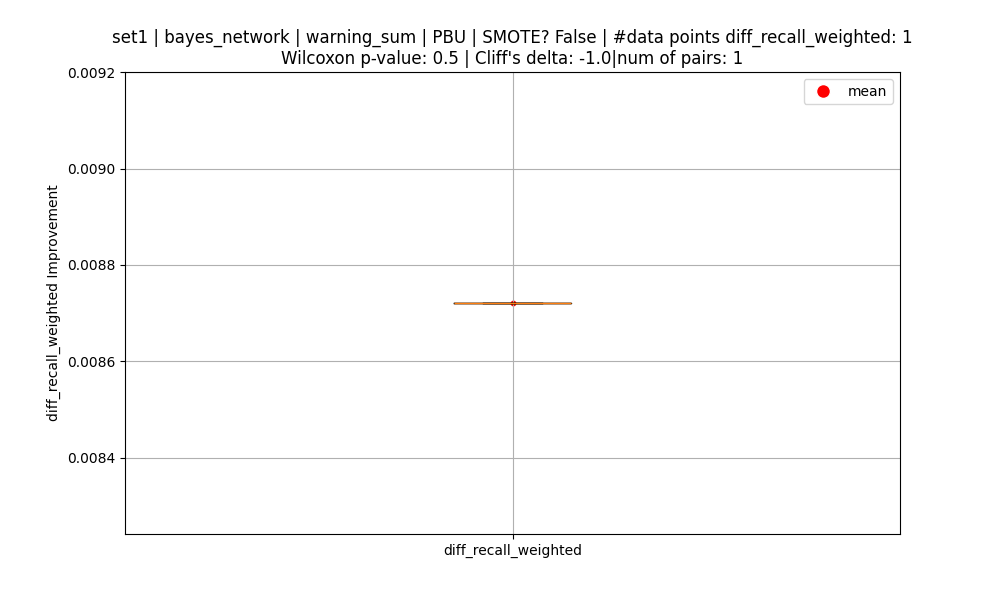 set1 | bayes_network | warning_sum | PBU | SMOTE? False | #data points diff_recall_weighted: 1
Wilcoxon p-value: 0.5 | Cliff's delta: -1.0|num of pairs: 1
mean
0.0092
0.0090
0.0088
0.0086
0.0084
diff_recall_weighted Improvement
diff_recall_weighted